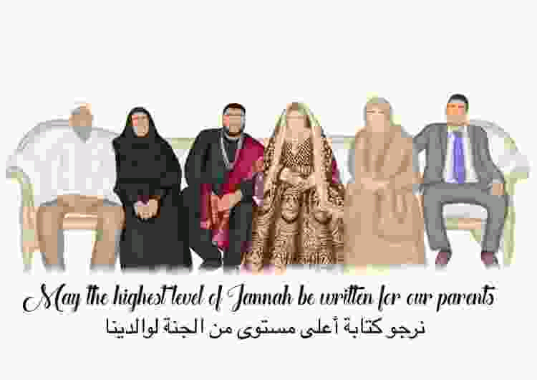 May the highest level of Jannah be written for our parents
نرجو كتابة أعلى مستوى من الجنة لوالدينا